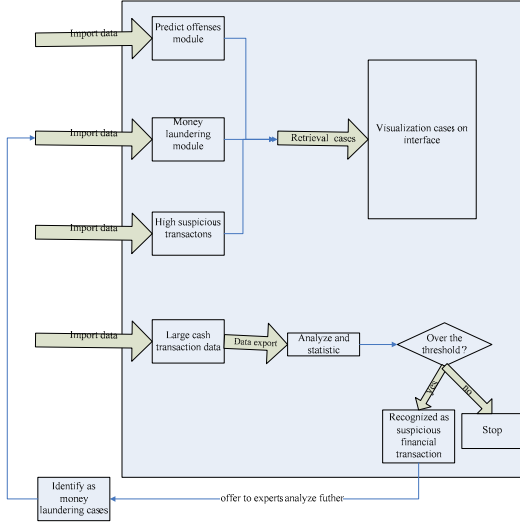 Import data
Predict offenses
module
Import data
Money
laundering
module
Retrieval cases
Visualization cases on
interface
Import data
High suspicious
transactons
Import data
Large cash
transaction data
Data export
Analyze and
statistic
Over the
threshold?
yes
no
Recognized as
suspicious
financial
transaction
Stop
Identify as
money
laundering cases
offer to experts analyze futher